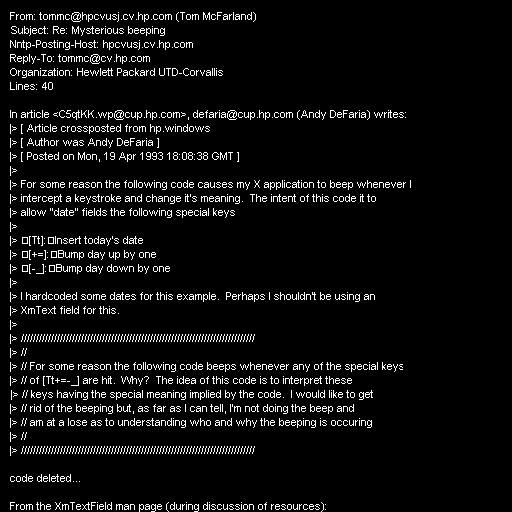 From: tommc@hpcvusj.cv.hp.com (Tom McFarland)
Subject: Re: Mysterious beeping
Nntp-Posting-Host: hpcvusj.cv.hp.com
Reply-To: tommc@cv.hp.com
Organization: Hewlett Packard UTD-Corvallis
Lines: 40

In article <C5qtKK.wp@cup.hp.com>, defaria@cup.hp.com (Andy DeFaria) writes:
|> [ Article crossposted from hp.windows
|> [ Author was Andy DeFaria ]
|> [ Posted on Mon, 19 Apr 1993 18:08:38 GMT ]
|>
|> For some reason the following code causes my X application to beep whenever I
|> intercept a keystroke and change it's meaning.  The intent of this code it to
|> allow "date" fields the following special keys
|>
|> [Tt]:Insert today's date
|> [+=]:Bump day up by one
|> [-_]:Bump day down by one
|>
|> I hardcoded some dates for this example.  Perhaps I shouldn't be using an
|> XmText field for this.
|>
|> ///////////////////////////////////////////////////////////////////////////////
|> //
|> // For some reason the following code beeps whenever any of the special keys
|> // of [Tt+=-_] are hit.  Why?  The idea of this code is to interpret these
|> // keys having the special meaning implied by the code.  I would like to get
|> // rid of the beeping but, as far as I can tell, I'm not doing the beep and
|> // am at a lose as to understanding who and why the beeping is occuring
|> //
|> ///////////////////////////////////////////////////////////////////////////////

code deleted...

From the XmTextField man page (during discussion of resources):